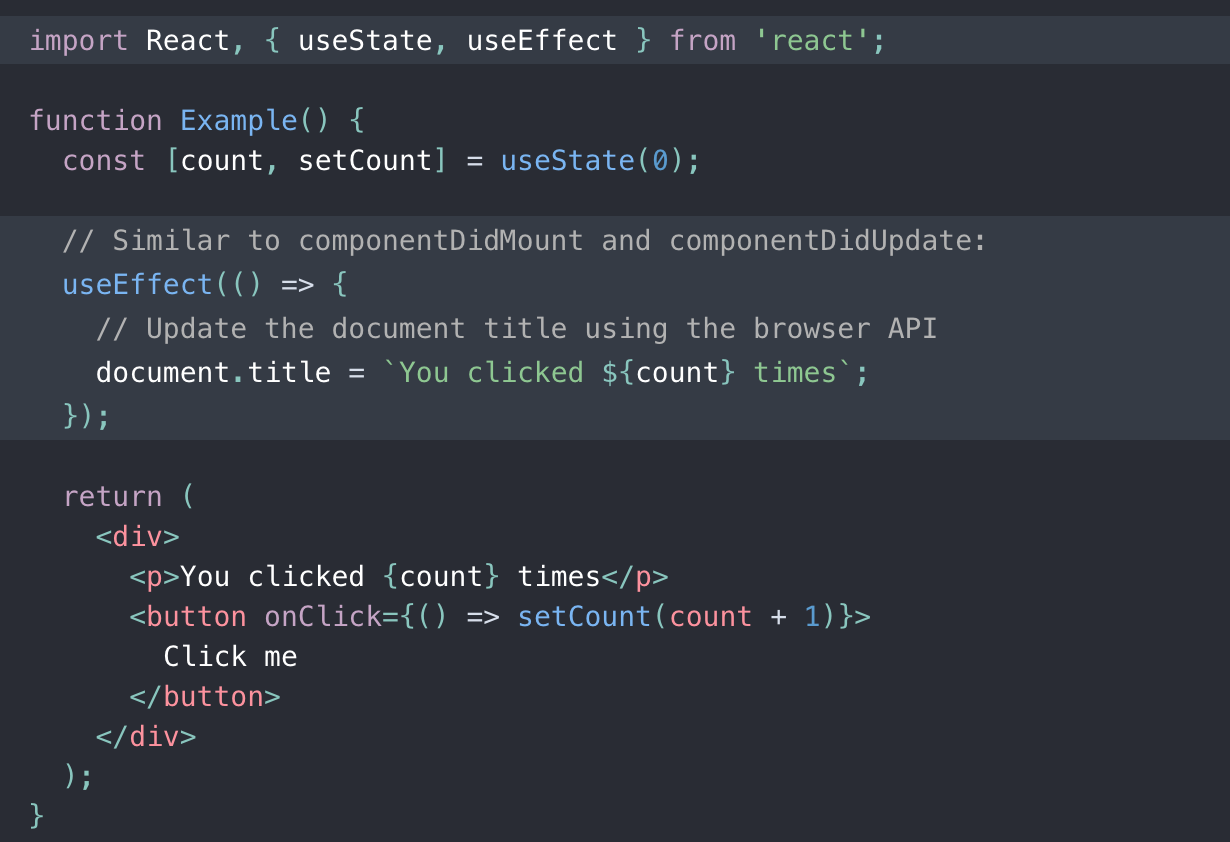 import React, { useState, useEffect } from 'react';
function Example() {
  const [count, setCount] = useState(0);
  // Similar to componentDidMount and componentDidUpdate:
  useEffect(() => {
    // Update the document title using the browser API
    document.title = `You clicked ${count} times`;
  });
  return (
    <div>
      <p>You clicked {count} times</p>
      <button onClick={() => setCount(count + 1)}>
        Click me
      </button>
    </div>
  );
}